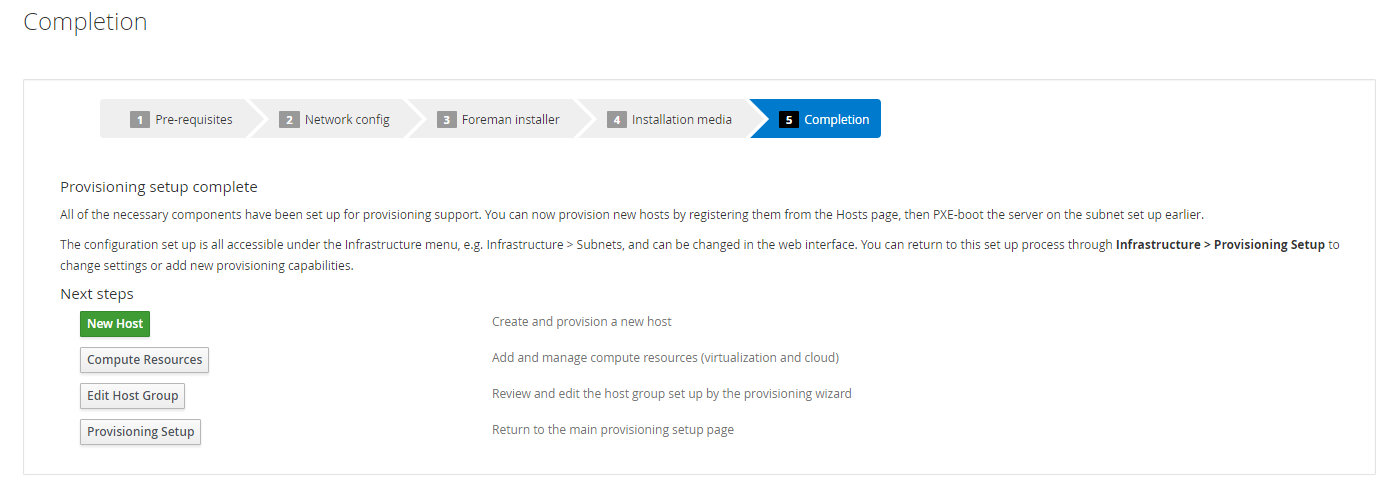 Completion
1 Pre-requisites 2 Network config 3 Foreman installer 4 Installation media 5 Completion
Provisioning setup complete
All of the necessary components have been set up for provisioning support. You can now provision new hosts by registering them from the Hosts page, then PXE-boot the server on the subnet set up earlier.
The configuration set up is all accessible under the Infrastructure menu, e.g. Infrastructure > Subnets, and can be changed in the web interface. You can return to this set up process through Infrastructure > Provisioning Setup to
change settings or add new provisioning capabilities.
Next steps
New Host Create and provision a new host
Compute Resources Add and manage compute resources (virtualization and cloud)
Edit Host Group Review and edit the host group set up by the provisioning wizard
Provisioning Setup Return to the main provisioning setup page